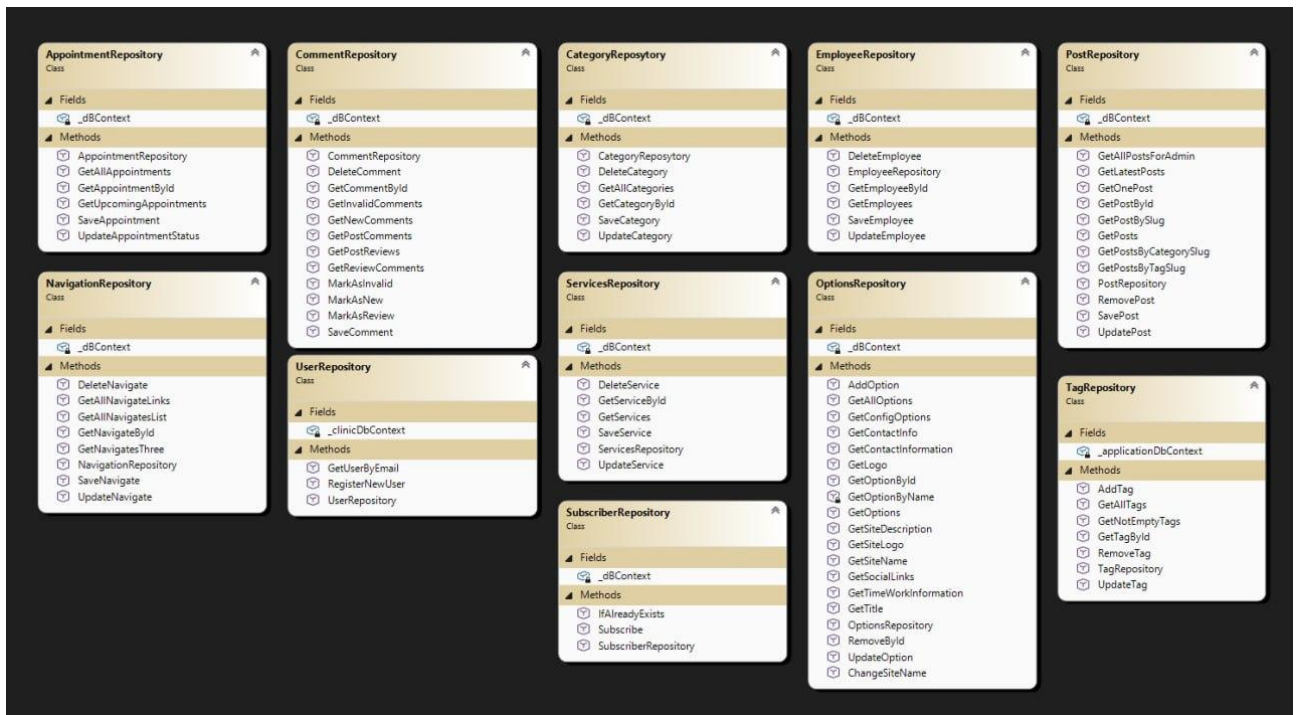 AppointmentRepository
Class
Fields
_dBContext
Methods
AppointmentRepository
GetAllAppointments
GetAppointmentById
GetUpcomingAppointments
SaveAppointment
UpdateAppointmentStatus
CommentRepository
Class
Fields
_dBContext
Methods
CommentRepository
DeleteComment
GetCommentById
GetInvalidComments
GetNewComments
GetPostComments
GetPostReviews
GetReviewComments
MarkAsInvalid
MarkAsNew
MarkAsReview
SaveComment
CategoryReposytory
Class
Fields
_dBContext
Methods
CategoryReposytory
DeleteCategory
GetAllCategories
GetCategoryById
SaveCategory
UpdateCategory
EmployeeRepository
Class
Fields
_dBContext
Methods
DeleteEmployee
EmployeeRepository
GetEmployeeById
GetEmployees
SaveEmployee
UpdateEmployee
PostRepository
Class
Fields
_dBContext
Methods
GetAllPostsForAdmin
GetLatestPosts
GetOnePost
GetPostById
GetPostBySlug
GetPosts
GetPostsByCategorySlug
GetPostsByTagSlug
PostRepository
RemovePost
SavePost
UpdatePost
NavigationRepository
Class
Fields
_dBContext
Methods
DeleteNavigate
GetAllNavigateLinks
GetAllNavigatesList
GetNavigateById
GetNavigatesThree
NavigationRepository
SaveNavigate
UpdateNavigate
UserRepository
Class
Fields
_clinicDbContext
Methods
GetUserByEmail
RegisterNewUser
UserRepository
ServicesRepository
Class
Fields
_dBContext
Methods
DeleteService
GetServiceById
GetServices
SaveService
ServicesRepository
UpdateService
OptionsRepository
Class
Fields
_dBContext
Methods
AddOption
GetAllOptions
GetConfigOptions
GetContactInfo
GetContactInformation
GetLogo
GetOptionById
GetOptionByName
GetOptions
GetSiteDescription
GetSiteLogo
GetSiteName
GetSocialLinks
GetTimeWorkInformation
GetTitle
OptionsRepository
RemoveById
UpdateOption
ChangeSiteName
TagRepository
Class
Fields
_applicationDbContext
Methods
AddTag
GetAllTags
GetNotEmptyTags
GetTagById
RemoveTag
TagRepository
UpdateTag
SubscriberRepository
Class
Fields
_dBContext
Methods
IfAlreadyExists
Subscribe
SubscriberRepository